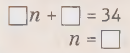 □n + □ = 34
n = □